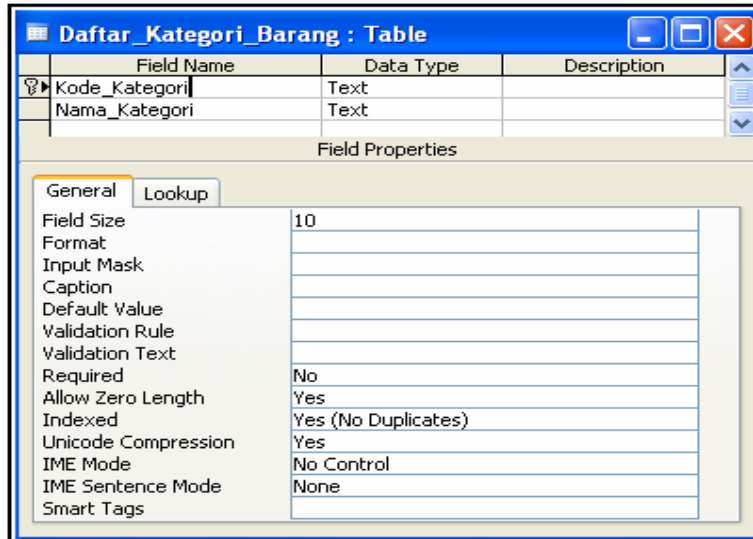 Daftar_Kategori_Barang : Table
Field Name Data Type Description
Kode_Kategori Text
Nama_Kategori Text
Field Properties
General Lookup
Field Size 10
Format
Input Mask
Caption
Default Value
Validation Rule
Validation Text
Required No
Allow Zero Length Yes
Indexed Yes (No Duplicates)
Unicode Compression Yes
IME Mode No Control
IME Sentence Mode None
Smart Tags